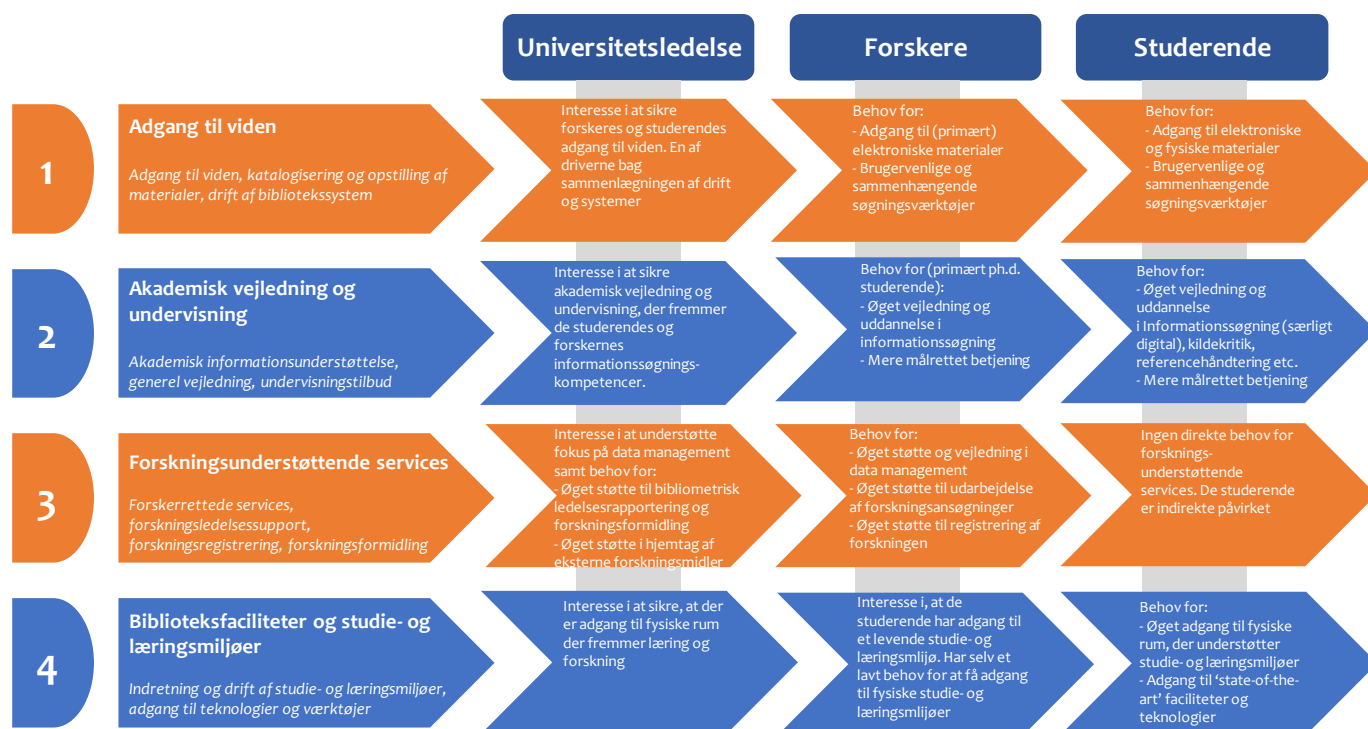 Universitetsledelse
Forskere
Studerende
1
Adgang til viden
Adgang til viden, katalogisering og opstilling af
materialer, drift af bibliotekssystem
Interesse i at sikre
forskeres og studerendes
adgang til viden. En af
driverne bag
sammenlægningen af drift
og systemer
Behov for:
- Adgang til (primært)
elektroniske materialer
- Brugervenlige og
sammenhængende
søgningsværktøjer
Behov for:
- Adgang til elektroniske
og fysiske materialer
- Brugervenlige og
sammenhængende
søgningsværktøjer
2
Akademisk vejledning og
undervisning
Akademisk informationsunderstøttelse,
generel vejledning, undervisningstilbud
Interesse i at sikre
akademisk vejledning og
undervisning, der fremmer
de studerendes og
forskernes
informationssøgnings-
kompetencer.
Behov for (primært ph.d.
studerende):
- Øget vejledning og
uddannelse i
informationssøgning
- Mere målrettet betjening
Behov for:
- Øget vejledning og
uddannelse
i Informationssøgning (særligt
digital), kildekritik,
referencehåndtering etc.
- Mere målrettet betjening
3
Forskningsunderstøttende services
Forskerrettede services,
forskningsledelsessupport,
forskningsregistrering, forskningsformidling
Interesse i at understøtte
fokus på data management
samt behov for:
- Øget støtte til bibliometrisk
ledelsesrapportering og
forskningsformidling
- Øget støtte i hjemtag af
eksterne forskningsmidler
Behov for:
- Øget støtte og vejledning i
data management
- Øget støtte til udarbejdelse
af forskningsansøgninger
- Øget støtte til registrering af
forskningen
Ingen direkte behov for
forsknings-
understøttende
services. De studerende
er indirekte påvirket
4
Biblioteksfaciliteter og studie- og
læringsmiljøer
Indretning og drift af studie- og læringsmiljøer,
adgang til teknologier og værktøjer
Interesse i at sikre, at der
er adgang til fysiske rum
der fremmer læring og
forskning
Interesse i, at de
studerende har adgang til
et levende studie- og
læringsmlijø. Har selv et
lavt behov for at få adgang
til fysiske studie- og
læringsmlijøer
Behov for:
- Øget adgang til fysiske
rum, der understøtter
studie- og læringsmiljøer
- Adgang til ‘state-of-the-
art’ faciliteter og
teknologier